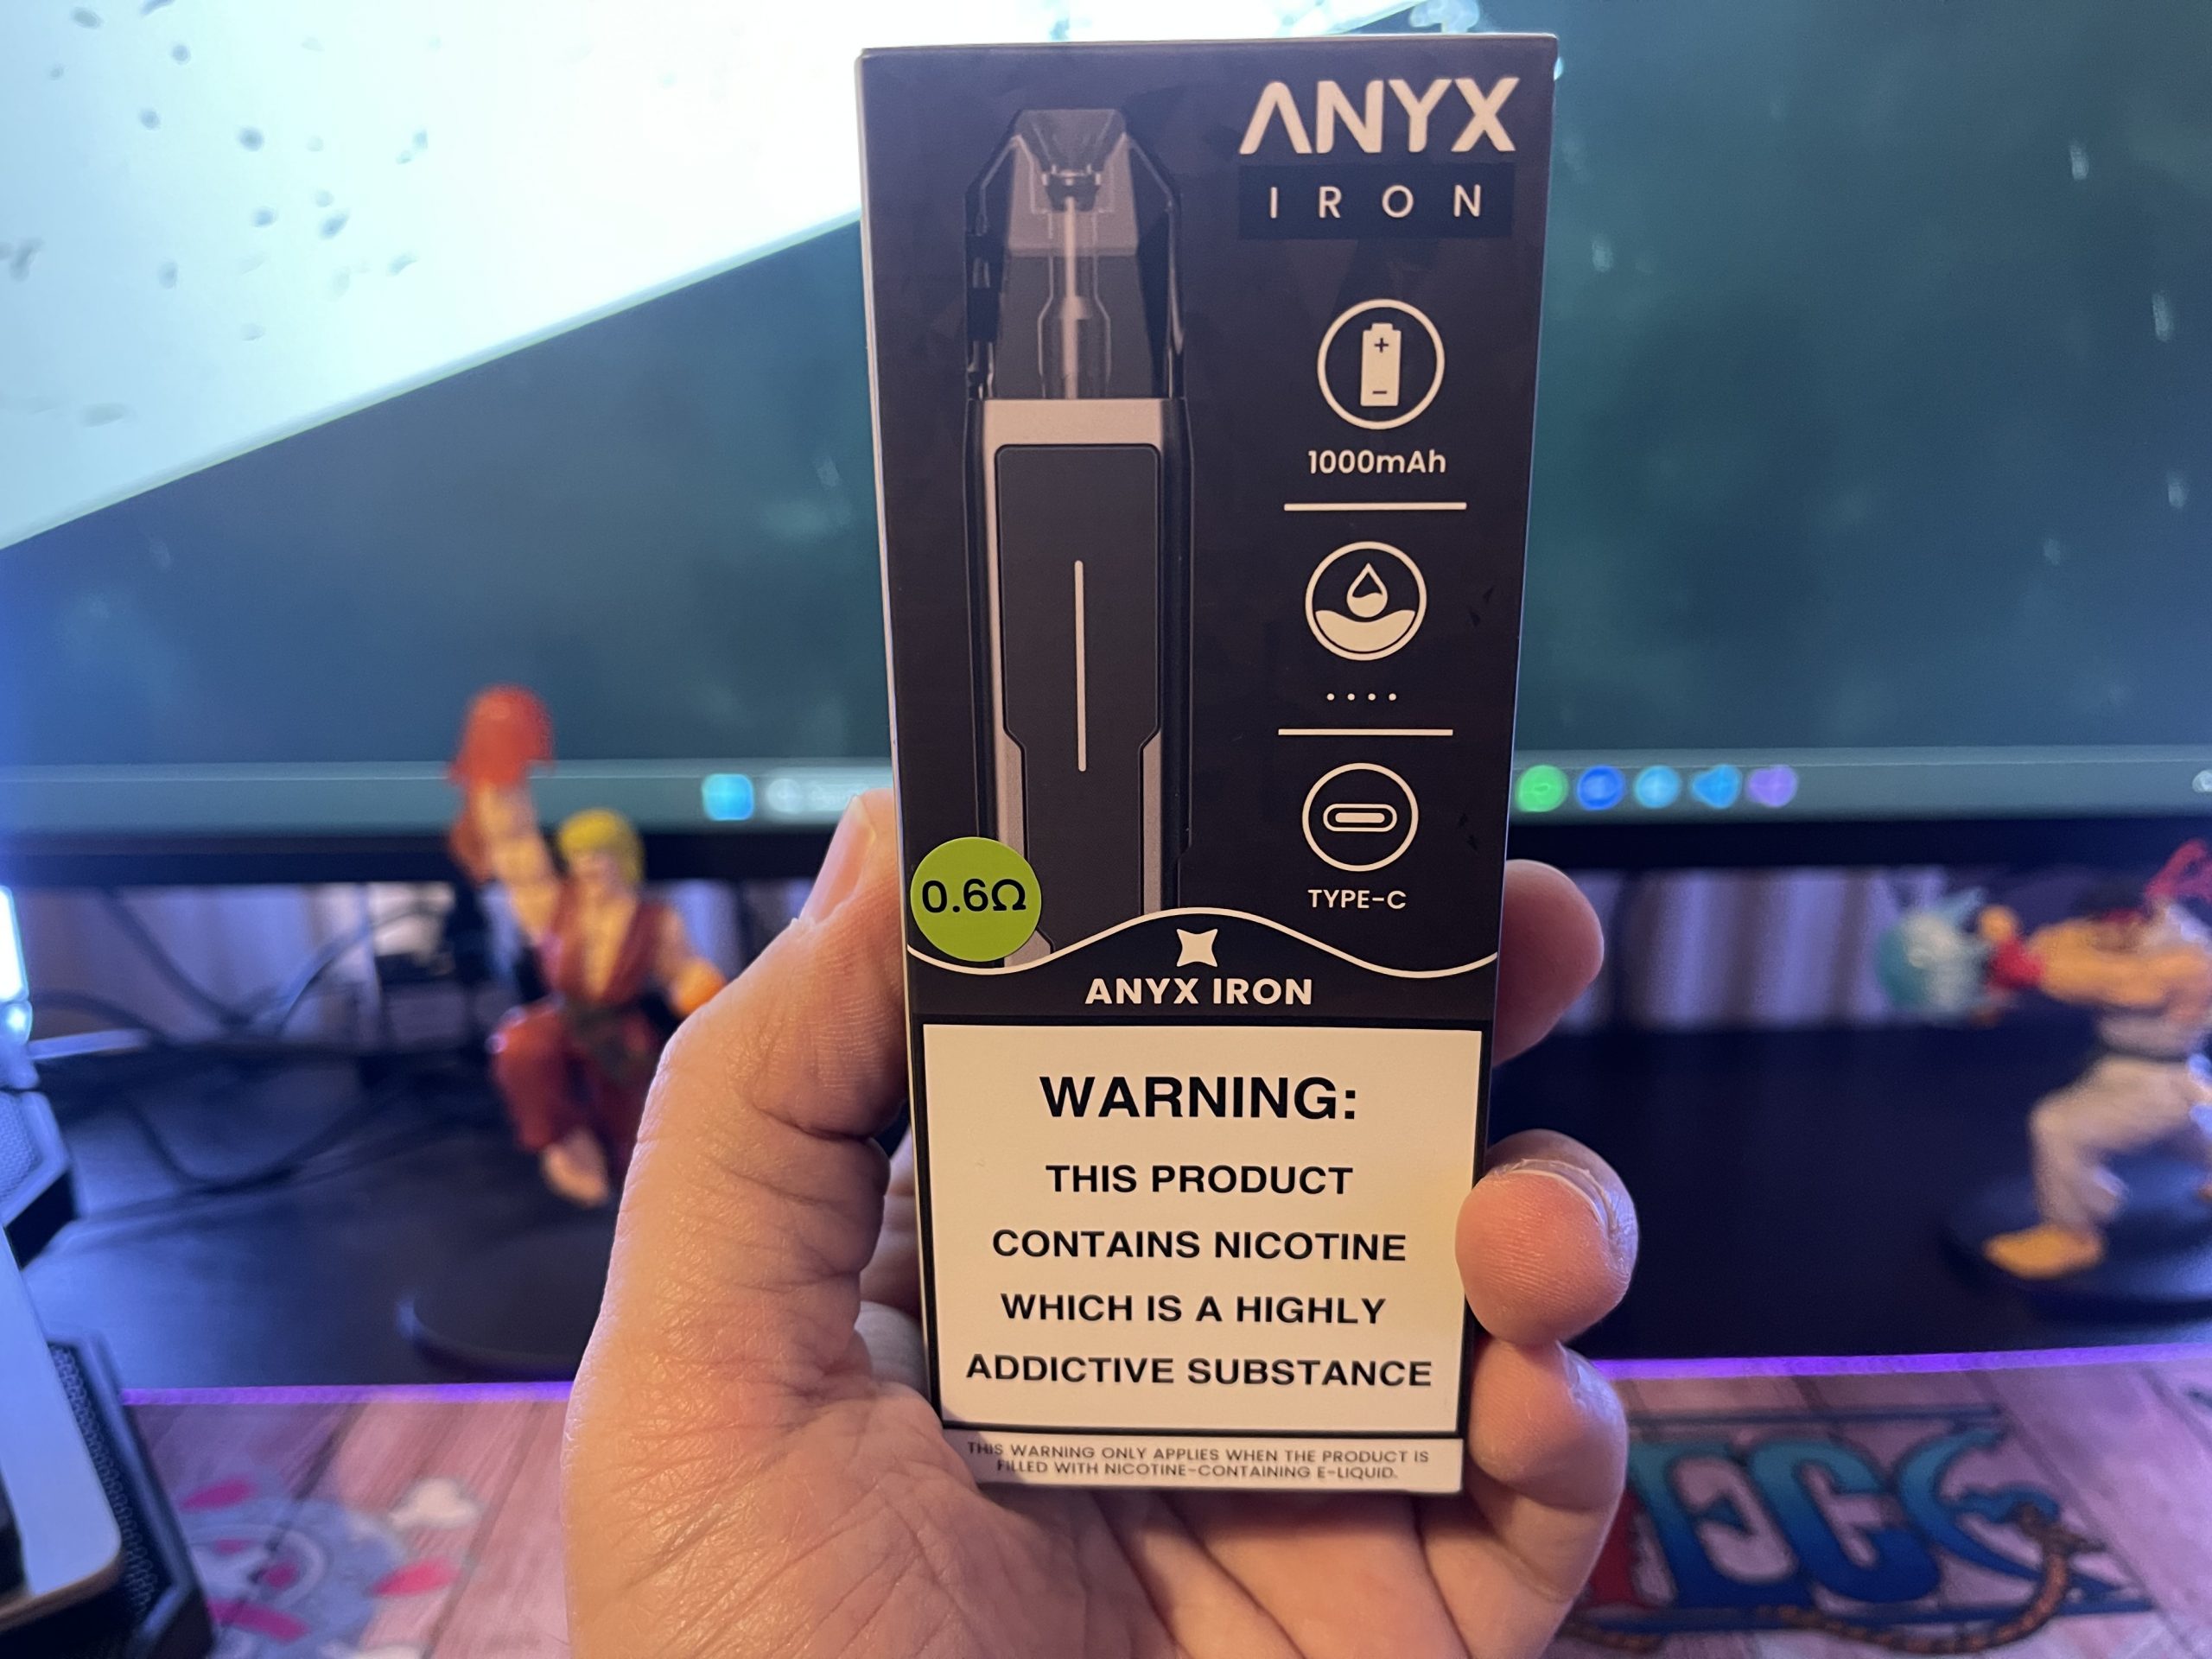 ANYX
IRON
1000mAh
....
TYPE-C
0.6Ω
ANYX IRON
WARNING:
THIS PRODUCT
CONTAINS NICOTINE
WHICH IS A HIGHLY
ADDICTIVE SUBSTANCE
THIS WARNING ONLY APPLIES WHEN THE PRODUCT IS
FILLED WITH NICOTINE-CONTAINING E-LIQUID.